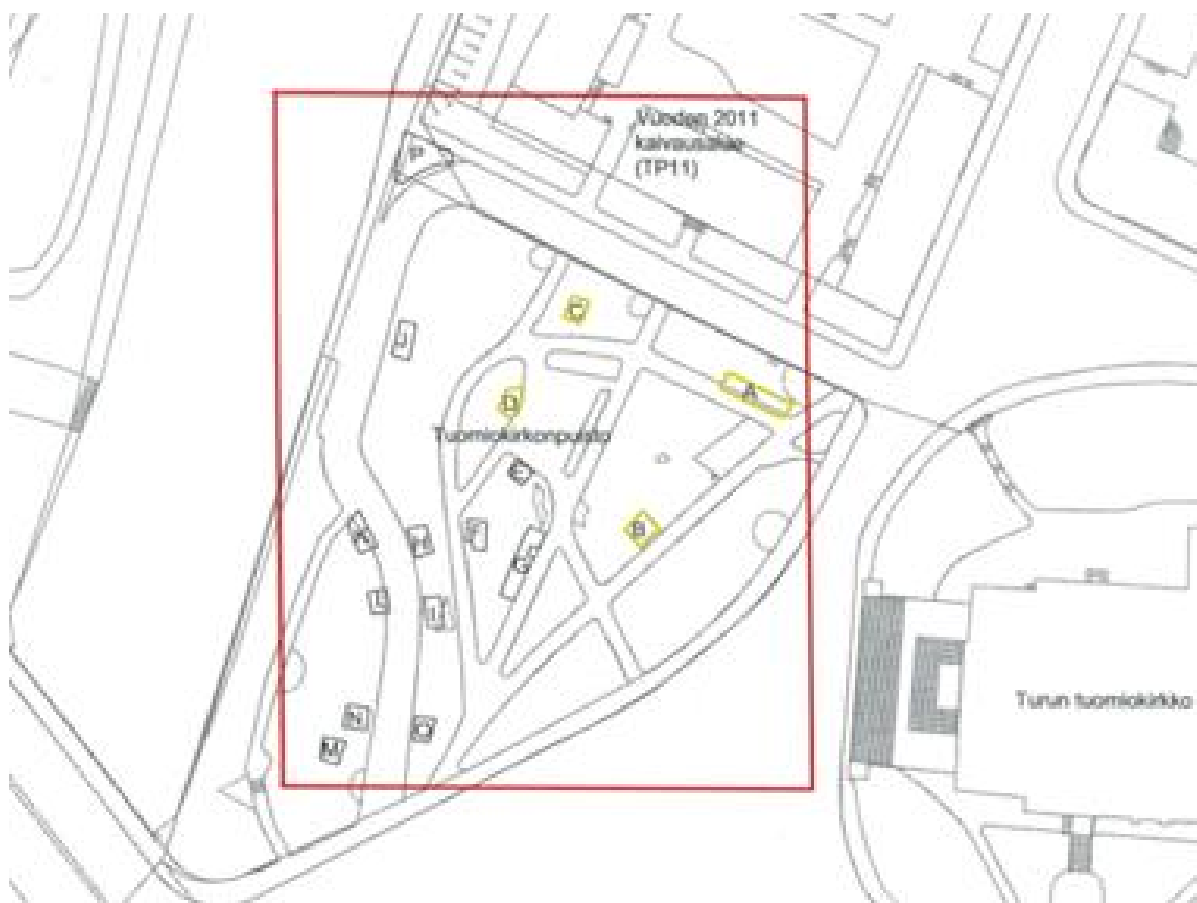 Vuoden 2011
kaivausalue
(TP11)
P
C
A
D
Tuomiokirkonpuisto
E
B
F
G
H
K
L
N
M
O
Turun tuomiokirkko